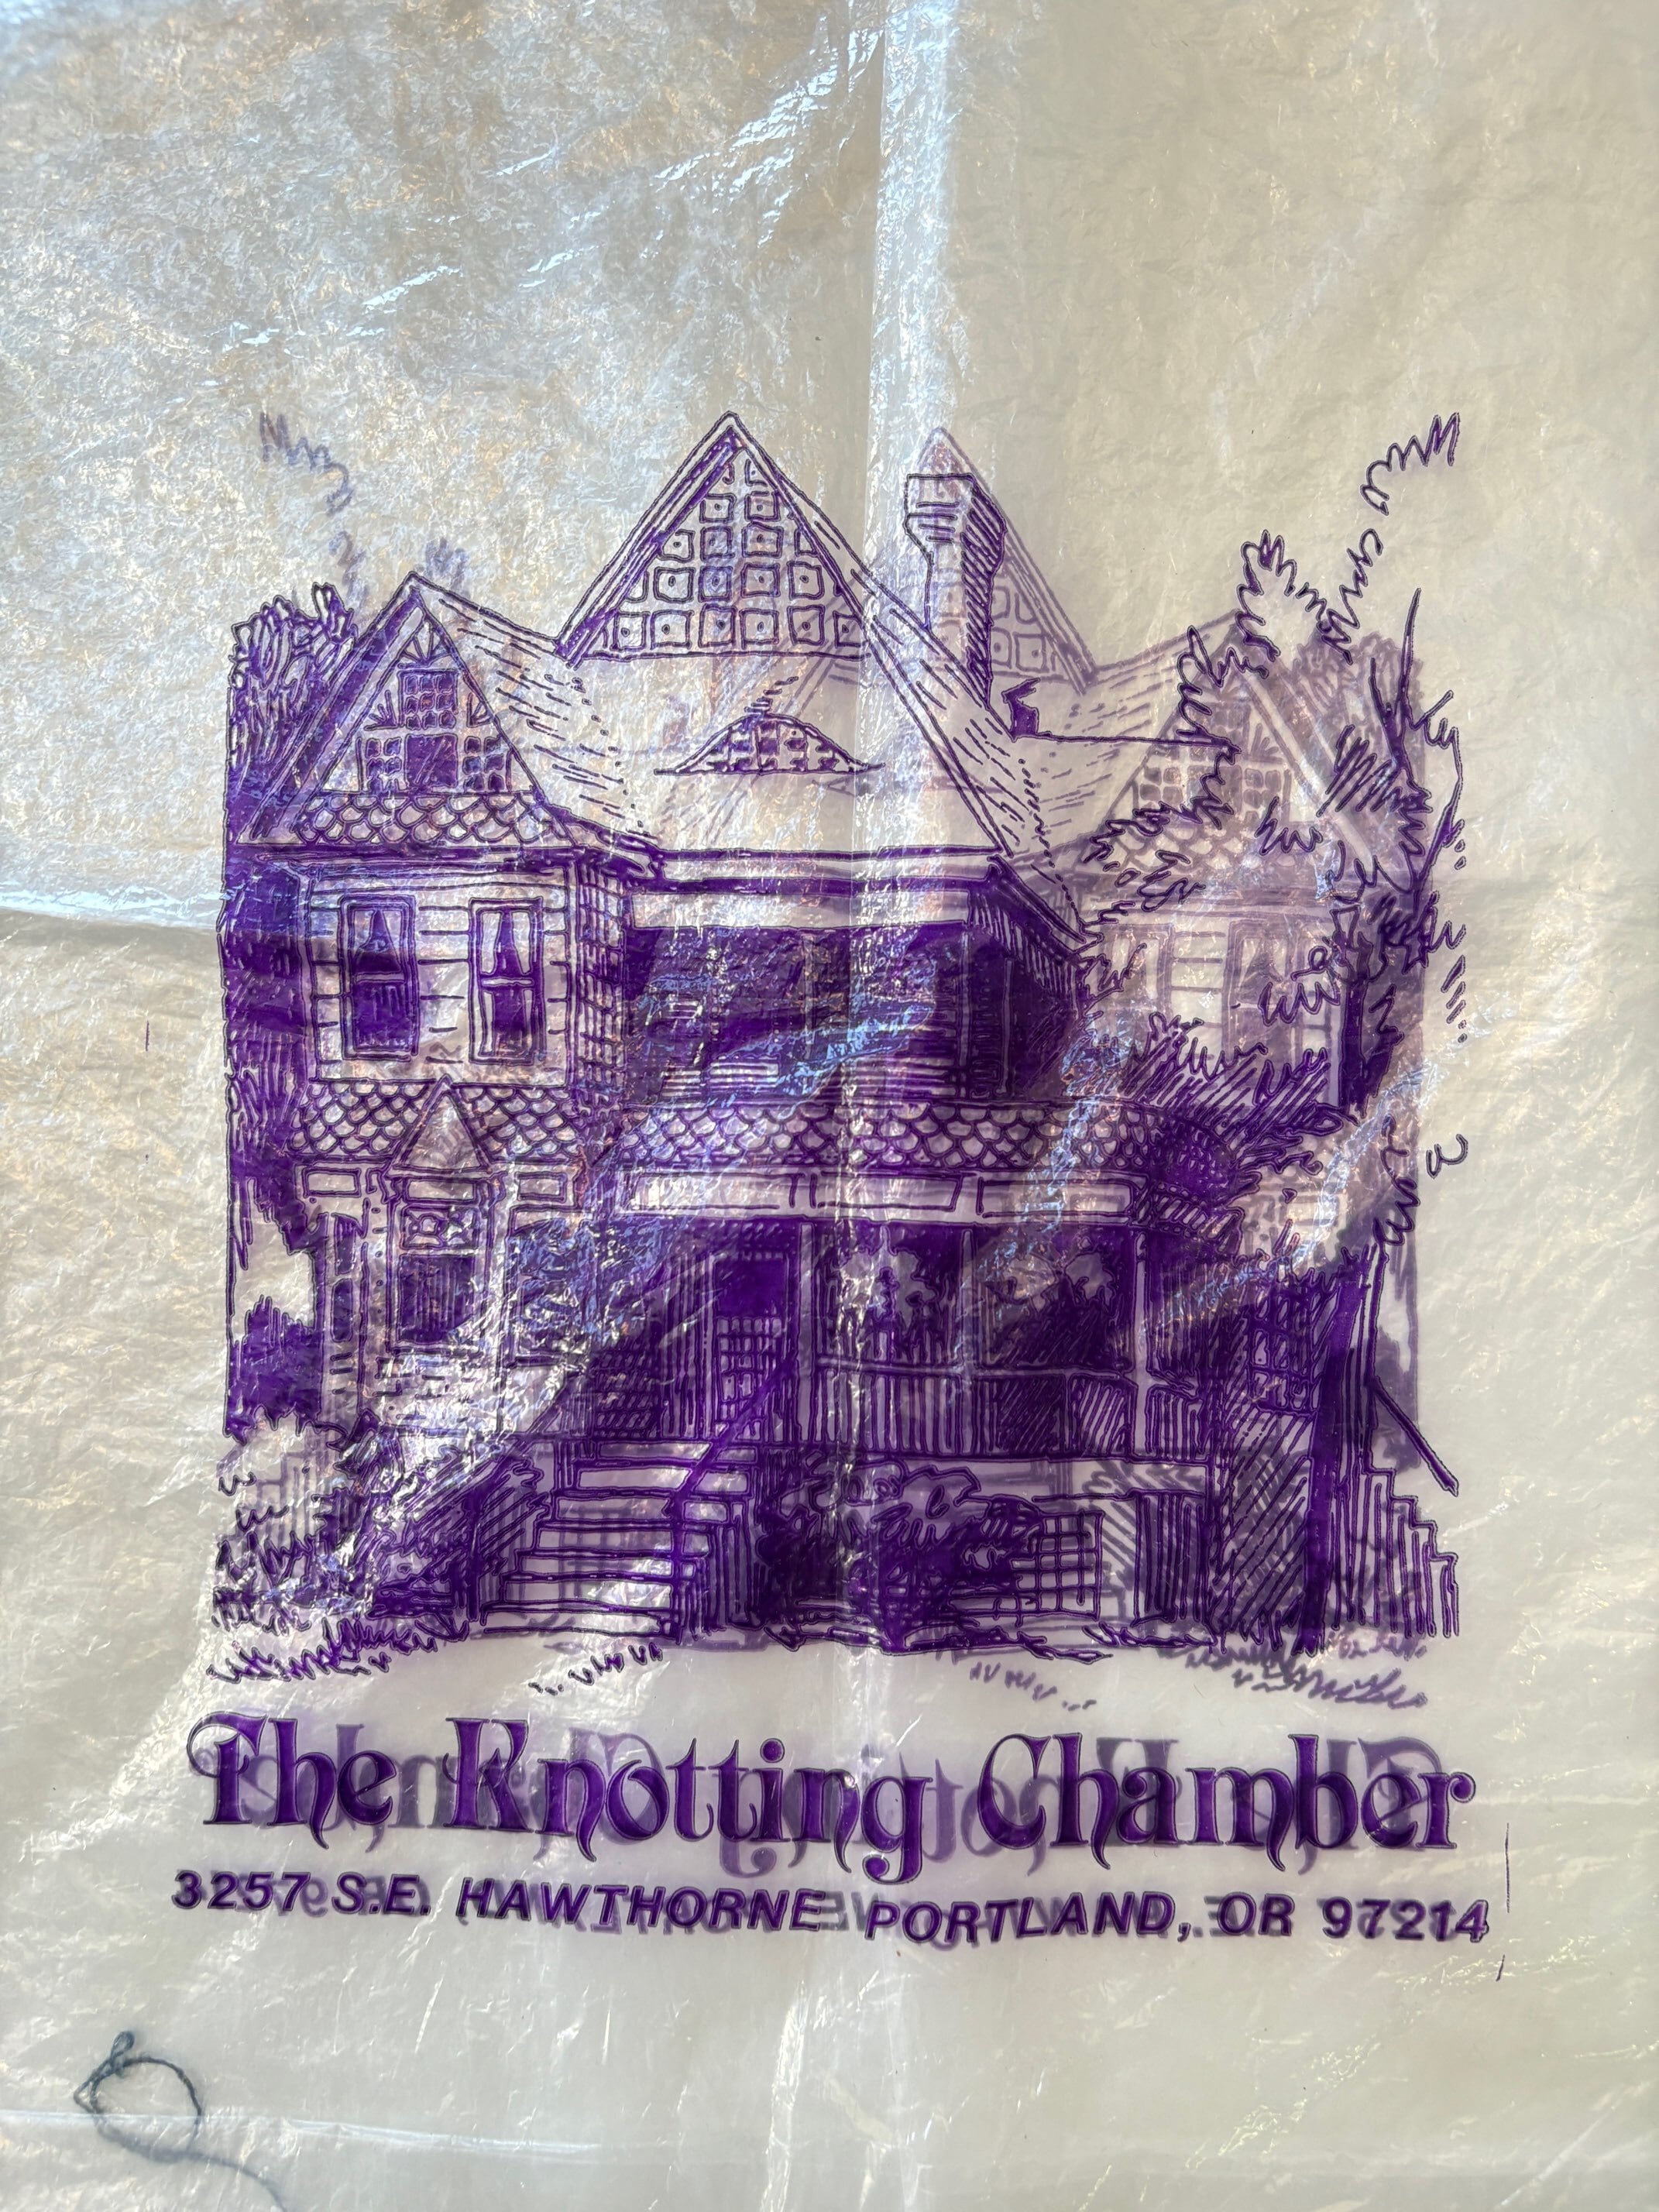 The Knotting Chamber
3257 S.E. HAWTHORNE PORTLAND, OR 97214